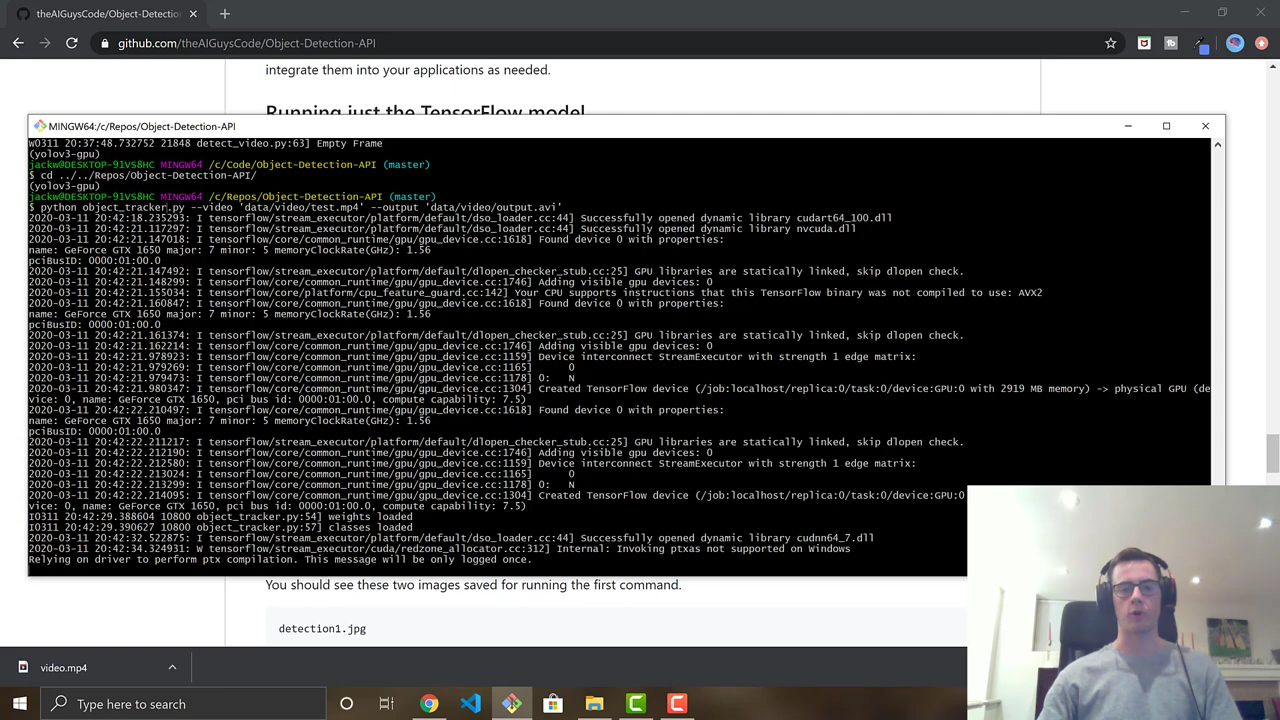 theAIGuysCode/Object-Detection-
github.com/theAIGuysCode/Object-Detection-API
integrate them into your applications as needed.
Running just the TensorFlow model
MINGW64:/c/Repos/Object-Detection-API
W0311 20:37:48.732752 21848 detect_video.py:63] Empty Frame
(yolov3-gpu)
jackw@DESKTOP-91VS8HC MINGW64 /c/Code/Object-Detection-API (master)
$ cd ../../Repos/Object-Detection-API/
(yolov3-gpu)
jackw@DESKTOP-91VS8HC MINGW64 /c/Repos/Object-Detection-API (master)
$ python object_tracker.py --video 'data/video/test.mp4' --output 'data/video/output.avi'
2020-03-11 20:42:18.235293: I tensorflow/stream_executor/platform/default/dso_loader.cc:44] Successfully opened dynamic library cudart64_100.dll
2020-03-11 20:42:21.117297: I tensorflow/stream_executor/platform/default/dso_loader.cc:44] Successfully opened dynamic library nvcuda.dll
2020-03-11 20:42:21.147018: I tensorflow/core/common_runtime/gpu/gpu_device.cc:1618] Found device 0 with properties:
name: GeForce GTX 1650 major: 7 minor: 5 memoryClockRate(GHz): 1.56
pciBusID: 0000:01:00.0
2020-03-11 20:42:21.147492: I tensorflow/stream_executor/platform/default/dlopen_checker_stub.cc:25] GPU libraries are statically linked, skip dlopen check.
2020-03-11 20:42:21.148299: I tensorflow/core/common_runtime/gpu/gpu_device.cc:1746] Adding visible gpu devices: 0
2020-03-11 20:42:21.155034: I tensorflow/core/platform/cpu_feature_guard.cc:142] Your CPU supports instructions that this TensorFlow binary was not compiled to use: AVX2
2020-03-11 20:42:21.160847: I tensorflow/core/common_runtime/gpu/gpu_device.cc:1618] Found device 0 with properties:
name: GeForce GTX 1650 major: 7 minor: 5 memoryClockRate(GHz): 1.56
pciBusID: 0000:01:00.0
2020-03-11 20:42:21.161374: I tensorflow/stream_executor/platform/default/dlopen_checker_stub.cc:25] GPU libraries are statically linked, skip dlopen check.
2020-03-11 20:42:21.162214: I tensorflow/core/common_runtime/gpu/gpu_device.cc:1746] Adding visible gpu devices: 0
2020-03-11 20:42:21.978923: I tensorflow/core/common_runtime/gpu/gpu_device.cc:1159] Device interconnect StreamExecutor with strength 1 edge matrix:
2020-03-11 20:42:21.979269: I tensorflow/core/common_runtime/gpu/gpu_device.cc:1165]      0
2020-03-11 20:42:21.979473: I tensorflow/core/common_runtime/gpu/gpu_device.cc:1178] 0:   N
2020-03-11 20:42:21.980347: I tensorflow/core/common_runtime/gpu/gpu_device.cc:1304] Created TensorFlow device (/job:localhost/replica:0/task:0/device:GPU:0 with 2919 MB memory) -> physical GPU (de
vice: 0, name: GeForce GTX 1650, pci bus id: 0000:01:00.0, compute capability: 7.5)
2020-03-11 20:42:22.210497: I tensorflow/core/common_runtime/gpu/gpu_device.cc:1618] Found device 0 with properties:
name: GeForce GTX 1650 major: 7 minor: 5 memoryClockRate(GHz): 1.56
pciBusID: 0000:01:00.0
2020-03-11 20:42:22.211217: I tensorflow/stream_executor/platform/default/dlopen_checker_stub.cc:25] GPU libraries are statically linked, skip dlopen check.
2020-03-11 20:42:22.212190: I tensorflow/core/common_runtime/gpu/gpu_device.cc:1746] Adding visible gpu devices: 0
2020-03-11 20:42:22.212580: I tensorflow/core/common_runtime/gpu/gpu_device.cc:1159] Device interconnect StreamExecutor with strength 1 edge matrix:
2020-03-11 20:42:22.213024: I tensorflow/core/common_runtime/gpu/gpu_device.cc:1165]      0
2020-03-11 20:42:22.213299: I tensorflow/core/common_runtime/gpu/gpu_device.cc:1178] 0:   N
2020-03-11 20:42:22.214095: I tensorflow/core/common_runtime/gpu/gpu_device.cc:1304] Created TensorFlow device (/job:localhost/replica:0/task:0/device:GPU:0
vice: 0, name: GeForce GTX 1650, pci bus id: 0000:01:00.0, compute capability: 7.5)
I0311 20:42:29.388604 10800 object_tracker.py:54] weights loaded
I0311 20:42:29.390627 10800 object_tracker.py:57] classes loaded
2020-03-11 20:42:32.522875: I tensorflow/stream_executor/platform/default/dso_loader.cc:44] Successfully opened dynamic library cudnn64_7.dll
2020-03-11 20:42:34.324931: W tensorflow/stream_executor/cuda/redzone_allocator.cc:312] Internal: Invoking ptxas not supported on Windows
Relying on driver to perform ptx compilation. This message will be only logged once.
You should see these two images saved for running the first command.
detection1.jpg
video.mp4
Type here to search